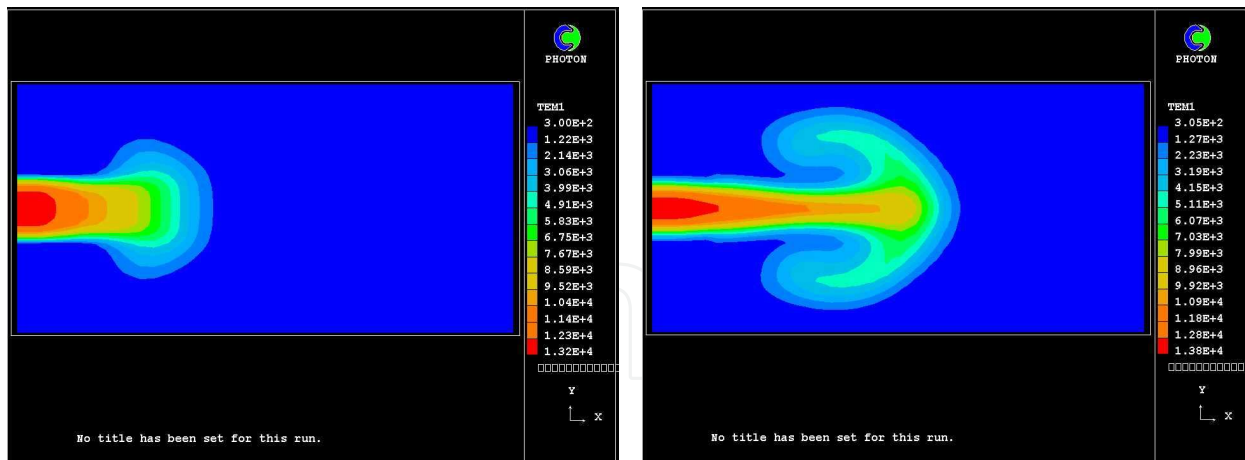 PHOTON
TEM1
3.00E+2
1.22E+3
2.14E+3
3.06E+3
3.99E+3
4.91E+3
5.83E+3
6.75E+3
7.67E+3
8.59E+3
9.52E+3
1.04E+4
1.14E+4
1.23E+4
1.32E+4
Y
X
No title has been set for this run.
PHOTON
TEM1
3.05E+2
1.27E+3
2.23E+3
3.19E+3
4.15E+3
5.11E+3
6.07E+3
7.03E+3
7.99E+3
8.96E+3
9.92E+3
1.09E+4
1.18E+4
1.28E+4
1.38E+4
Y
X
No title has been set for this run.